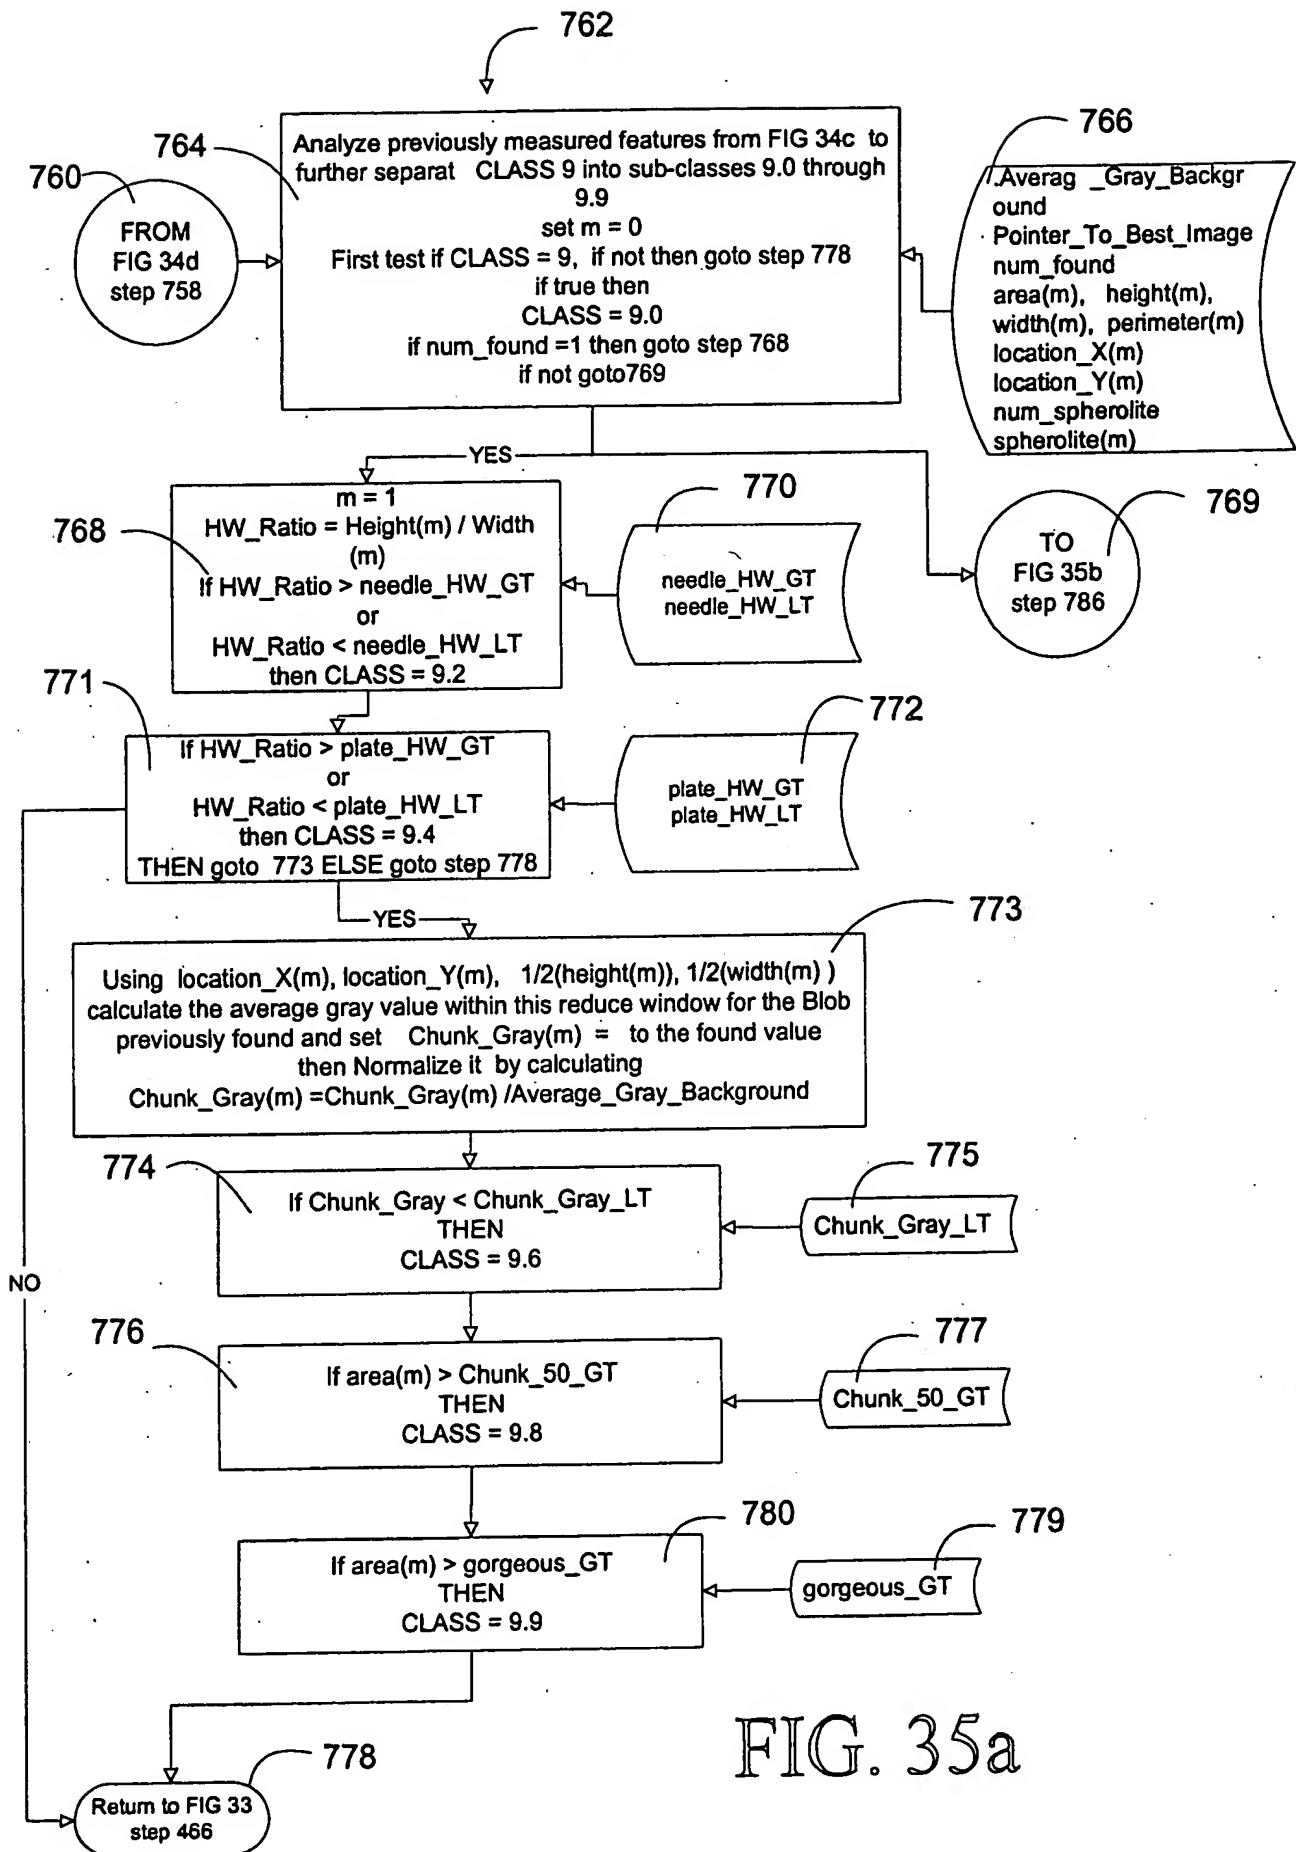 762
764
Analyze previously measured features from FIG 34c to
further separat CLASS 9 into sub-classes 9.0 through
9.9
set m = 0
First test if CLASS = 9, if not then goto step 778
if true then
CLASS = 9.0
if num_found =1 then goto step 768
if not goto769
760
FROM
FIG 34d
step 758
766
.Averag _Gray_Backgr
ound
Pointer_To_Best_Image
num_found
area(m), height(m),
width(m), perimeter(m)
location_X(m)
location_Y(m)
num_spherolite
spherolite(m)
YES
768
m = 1
HW_Ratio = Height(m) / Width
(m)
If HW_Ratio > needle_HW_GT
or
HW_Ratio < needle_HW_LT
then CLASS = 9.2
770
needle_HW_GT
needle_HW_LT
769
TO
FIG 35b
step 786
771
If HW_Ratio > plate_HW_GT
or
HW_Ratio < plate_HW_LT
then CLASS = 9.4
THEN goto 773 ELSE goto step 778
772
plate_HW_GT
plate_HW_LT
YES
773
Using location_X(m), location_Y(m), 1/2(height(m)), 1/2(width(m) )
calculate the average gray value within this reduce window for the Blob
previously found and set Chunk_Gray(m) = to the found value
then Normalize it by calculating
Chunk_Gray(m) =Chunk_Gray(m) /Average_Gray_Background
774
If Chunk_Gray < Chunk_Gray_LT
THEN
CLASS = 9.6
775
Chunk_Gray_LT
NO
776
If area(m) > Chunk_50_GT
THEN
CLASS = 9.8
777
Chunk_50_GT
780
If area(m) > gorgeous_GT
THEN
CLASS = 9.9
779
gorgeous_GT
778
Return to FIG 33
step 466
FIG. 35a